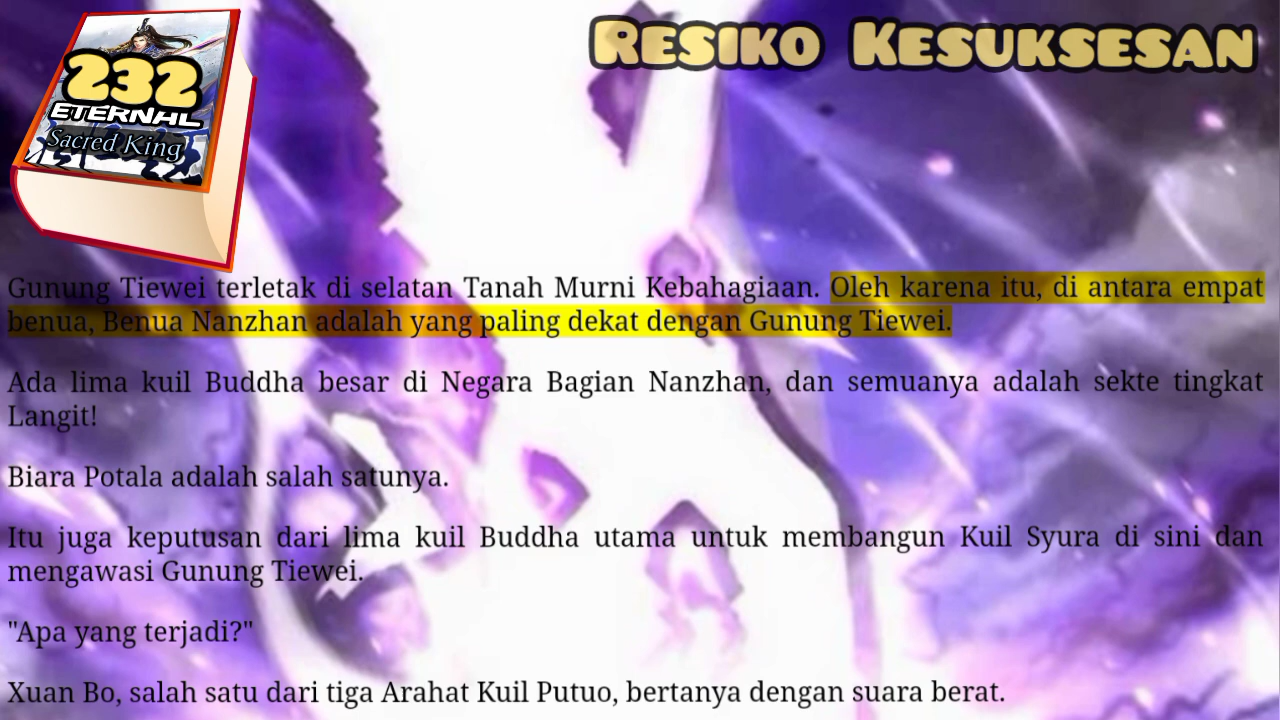 Resiko Kesuksesan
232
ETERNAL
Sacred King
Gunung Tiewei terletak di selatan Tanah Murni Kebahagiaan. Oleh karena itu, di antara empat
benua, Benua Nanzhan adalah yang paling dekat dengan Gunung Tiewei.
Ada lima kuil Buddha besar di Negara Bagian Nanzhan, dan semuanya adalah sekte tingkat
Langit!
Biara Potala adalah salah satunya.
Itu juga keputusan dari lima kuil Buddha utama untuk membangun Kuil Syura di sini dan
mengawasi Gunung Tiewei.
"Apa yang terjadi?"
Xuan Bo, salah satu dari tiga Arahat Kuil Putuo, bertanya dengan suara berat.